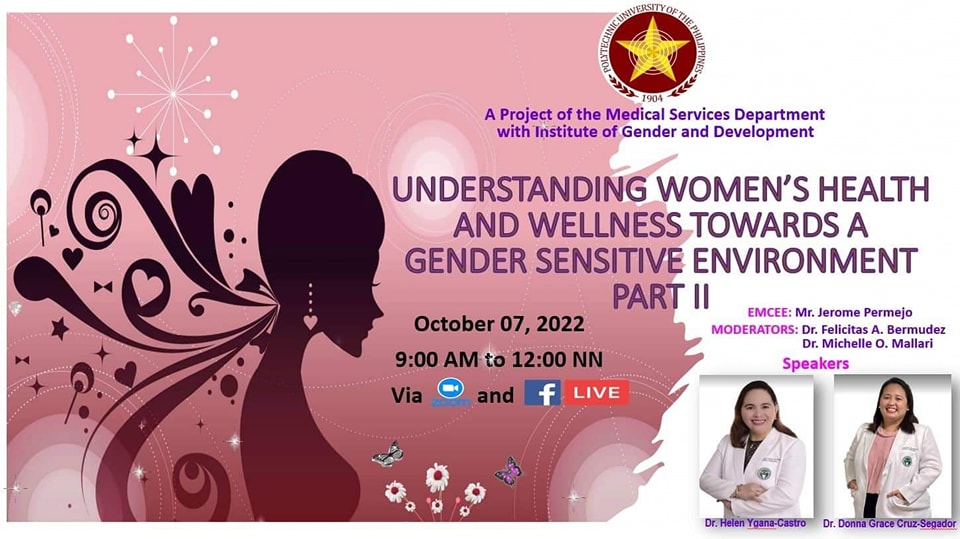 POLYTECHNIC UNIVERSITY OF THE PHILIPPINES
1904
A Project of the Medical Services Department
with Institute of Gender and Development
UNDERSTANDING WOMEN'S HEALTH
AND WELLNESS TOWARDS A
GENDER SENSITIVE ENVIRONMENT
PART II
October 07, 2022
9:00 AM to 12:00 NN
Via zoom and f LIVE
EMCEE: Mr. Jerome Permejo
MODERATORS: Dr. Felicitas A. Bermudez
Dr. Michelle O. Mallari
Speakers
Dr. Helen Ygana-Castro
Dr. Donna Grace Cruz-Segador